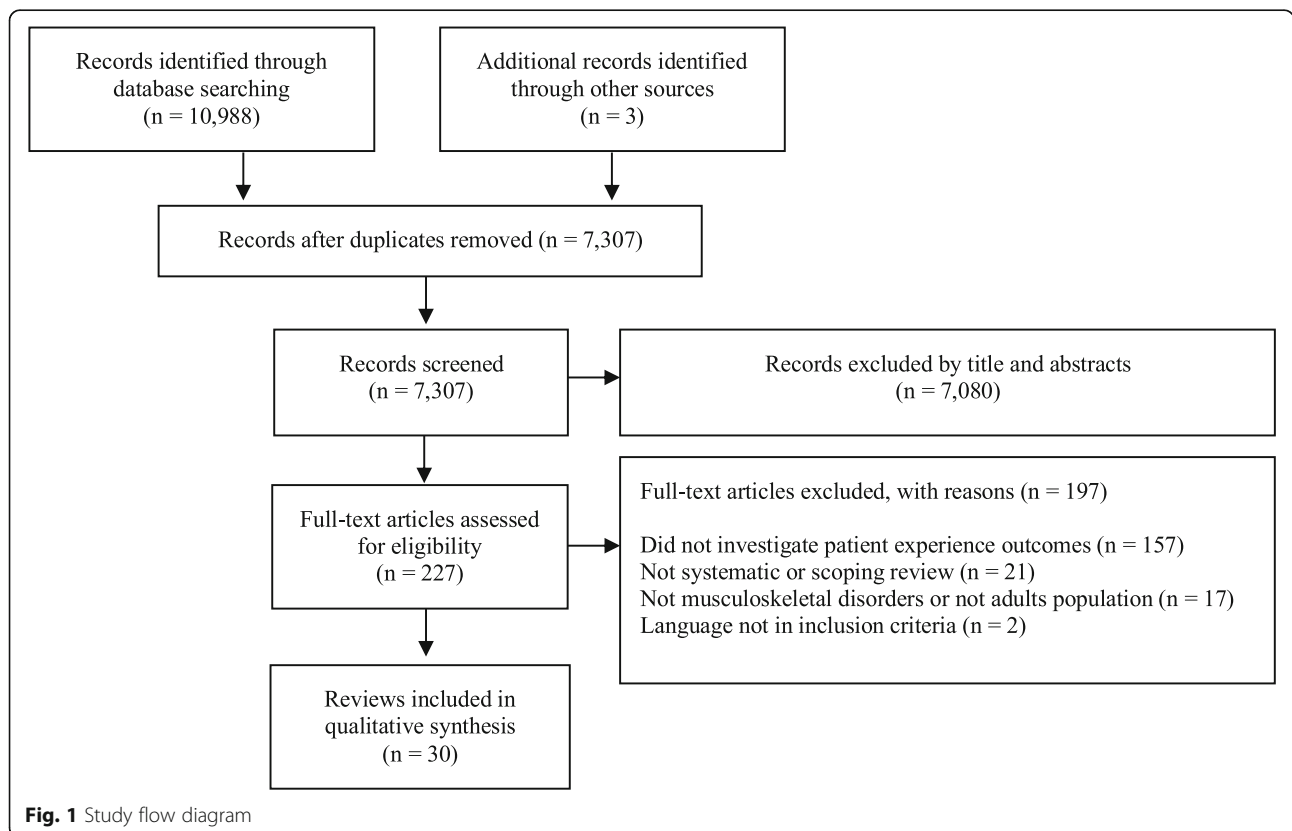 Records identified through
database searching
(n = 10,988)
Additional records identified
through other sources
(n = 3)
Records after duplicates removed (n = 7,307)
Records screened
(n = 7,307)
Records excluded by title and abstracts
(n = 7,080)
Full-text articles assessed
for eligibility
(n = 227)
Full-text articles excluded, with reasons (n = 197)
Did not investigate patient experience outcomes (n = 157)
Not systematic or scoping review (n = 21)
Not musculoskeletal disorders or not adults population (n = 17)
Language not in inclusion criteria (n = 2)
Reviews included in
qualitative synthesis
(n = 30)
Fig. 1 Study flow diagram